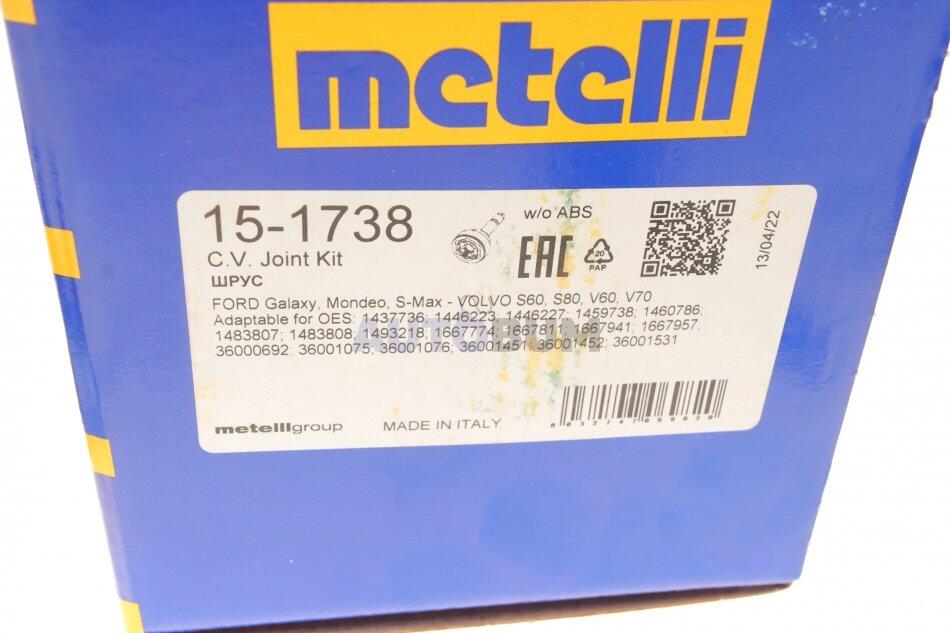 metelli
15-1738
w/o ABS
C.V. Joint Kit
EAC
20
PAP
13/04/22
ШРУС
FORD Galaxy, Mondeo, S-Max - VOLVO S60, S80, V60, V70
Adaptable for OES: 1437736; 1446223; 1446227; 1459738; 1460786;
1483807; 1483808; 1493218; 1667774; 1667811; 1667941; 1667957;
36000692; 36001075; 36001076; 36001451; 36001452; 36001531
metelligroup
MADE IN ITALY